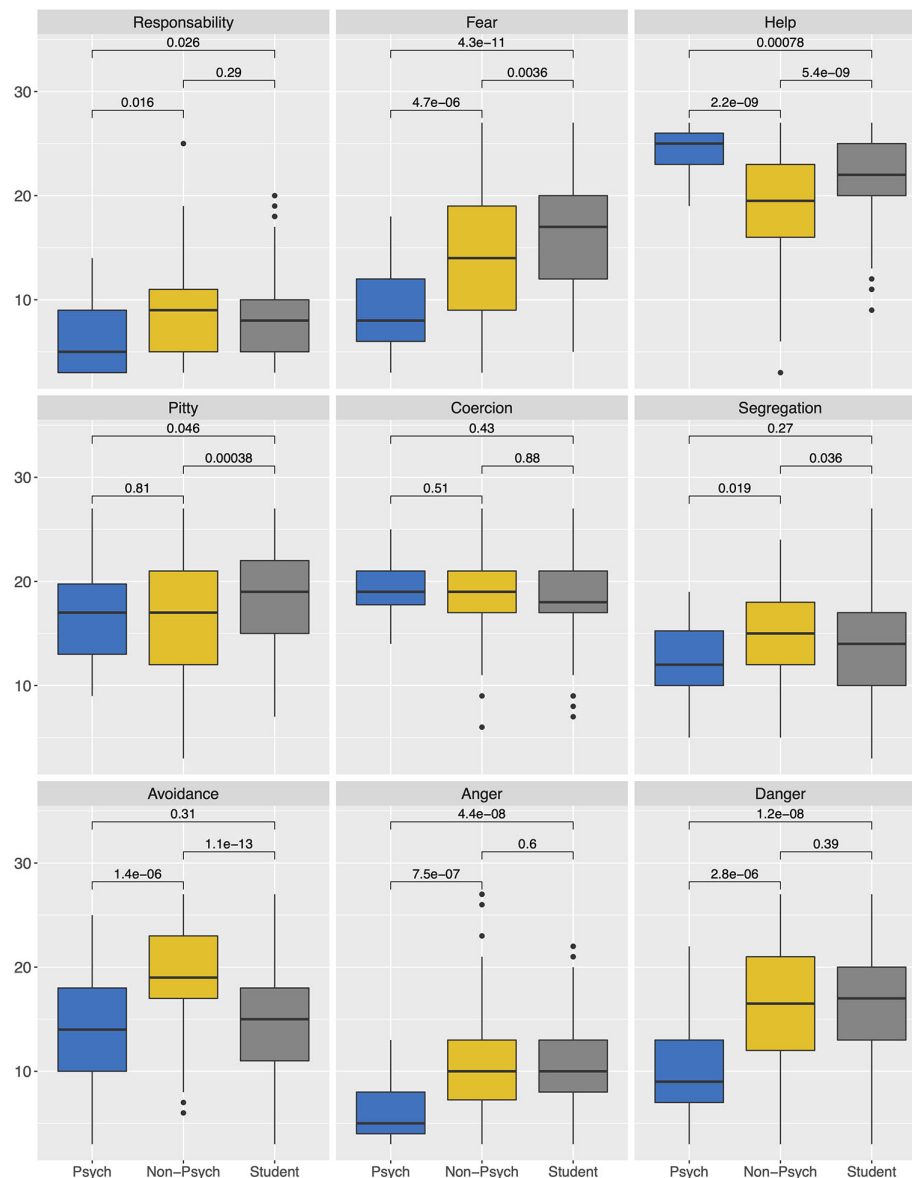 Responsability Fear Help
0.026 4.3e−11 0.00078
0.29 0.0036 5.4e−09
30 0.016 4.7e−06 2.2e−09
20
10
Pitty Coercion Segregation
0.046 0.43 0.27
0.00038 0.88 0.036
30 0.81 0.51 0.019
20
10
Avoidance Anger Danger
0.31 4.4e−08 1.2e−08
1.1e−13 0.6 0.39
30 1.4e−06 7.5e−07 2.8e−06
20
10
Psych Non−Psych Student Psych Non−Psych Student Psych Non−Psych Student